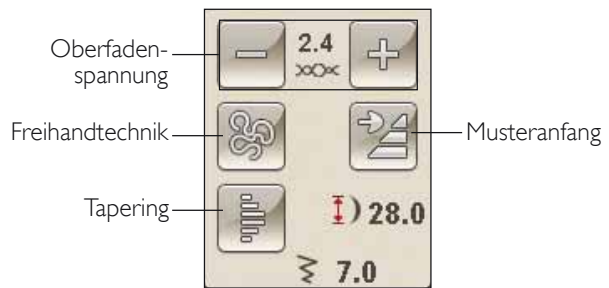 Oberfaden-
spannung
2.4
Freihandtechnik
Musteranfang
Tapering
28.0
7.0